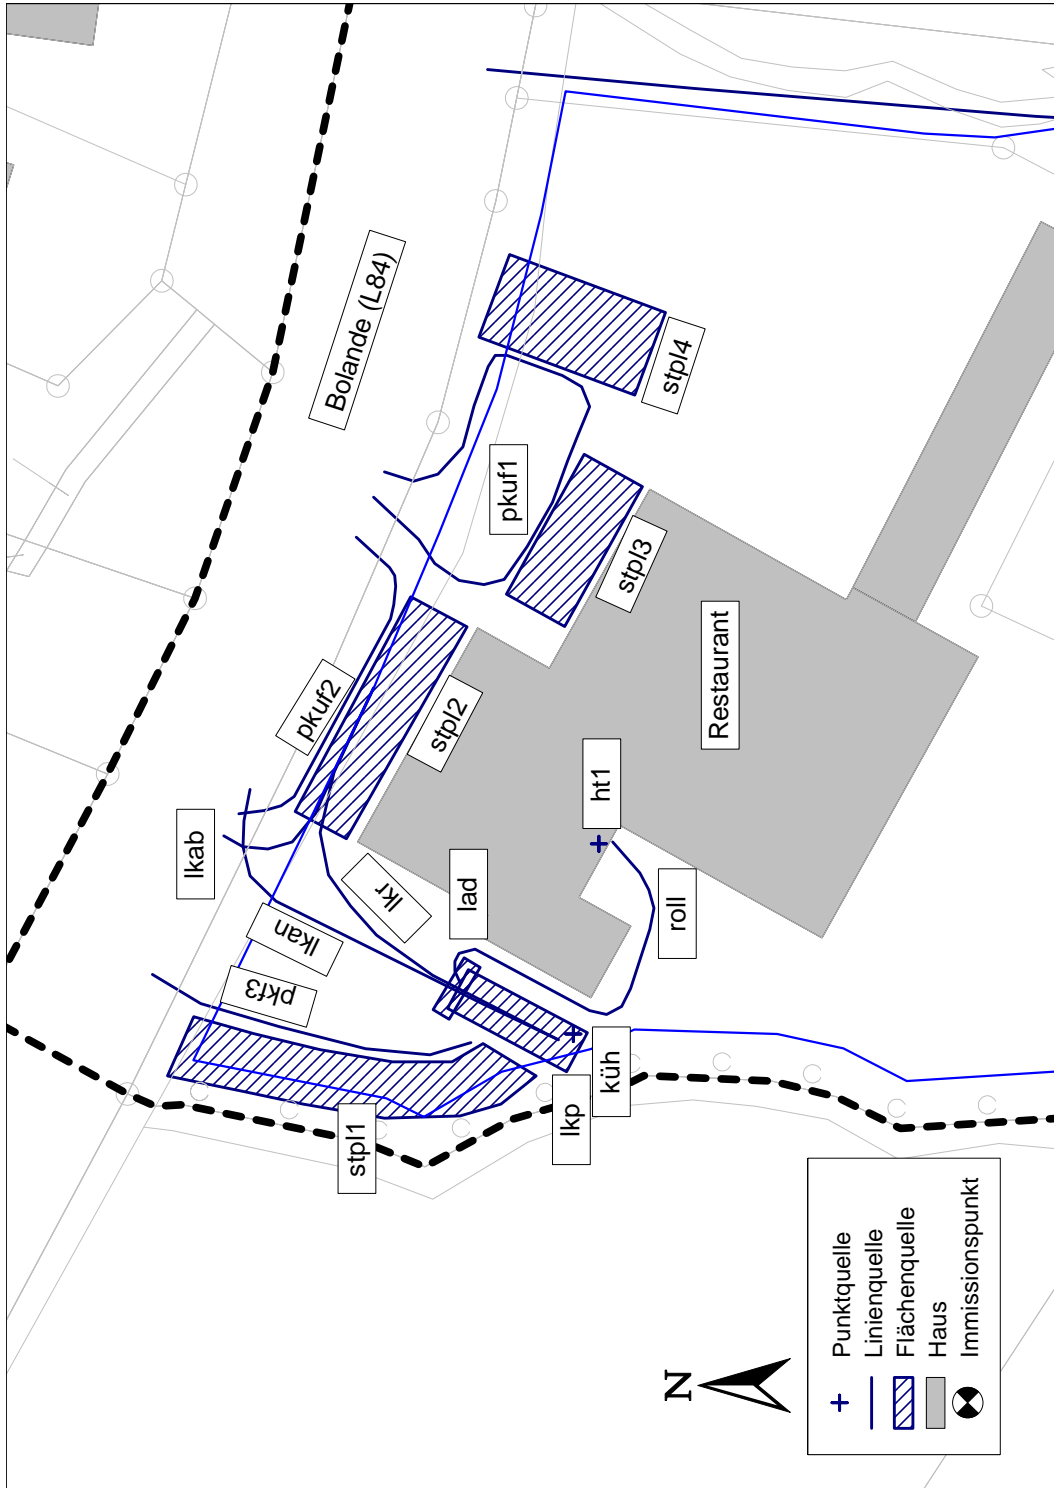 Bolande (L84)
stpl4
pkuf1
stpl3
pkuf2
stpl2
Restaurant
ht1
lkab
lkr
lad
roll
lkan
pkf3
küh
lkp
stpl1
N
Punktquelle
Linienquelle
Flächenquelle
Haus
Immissionspunkt